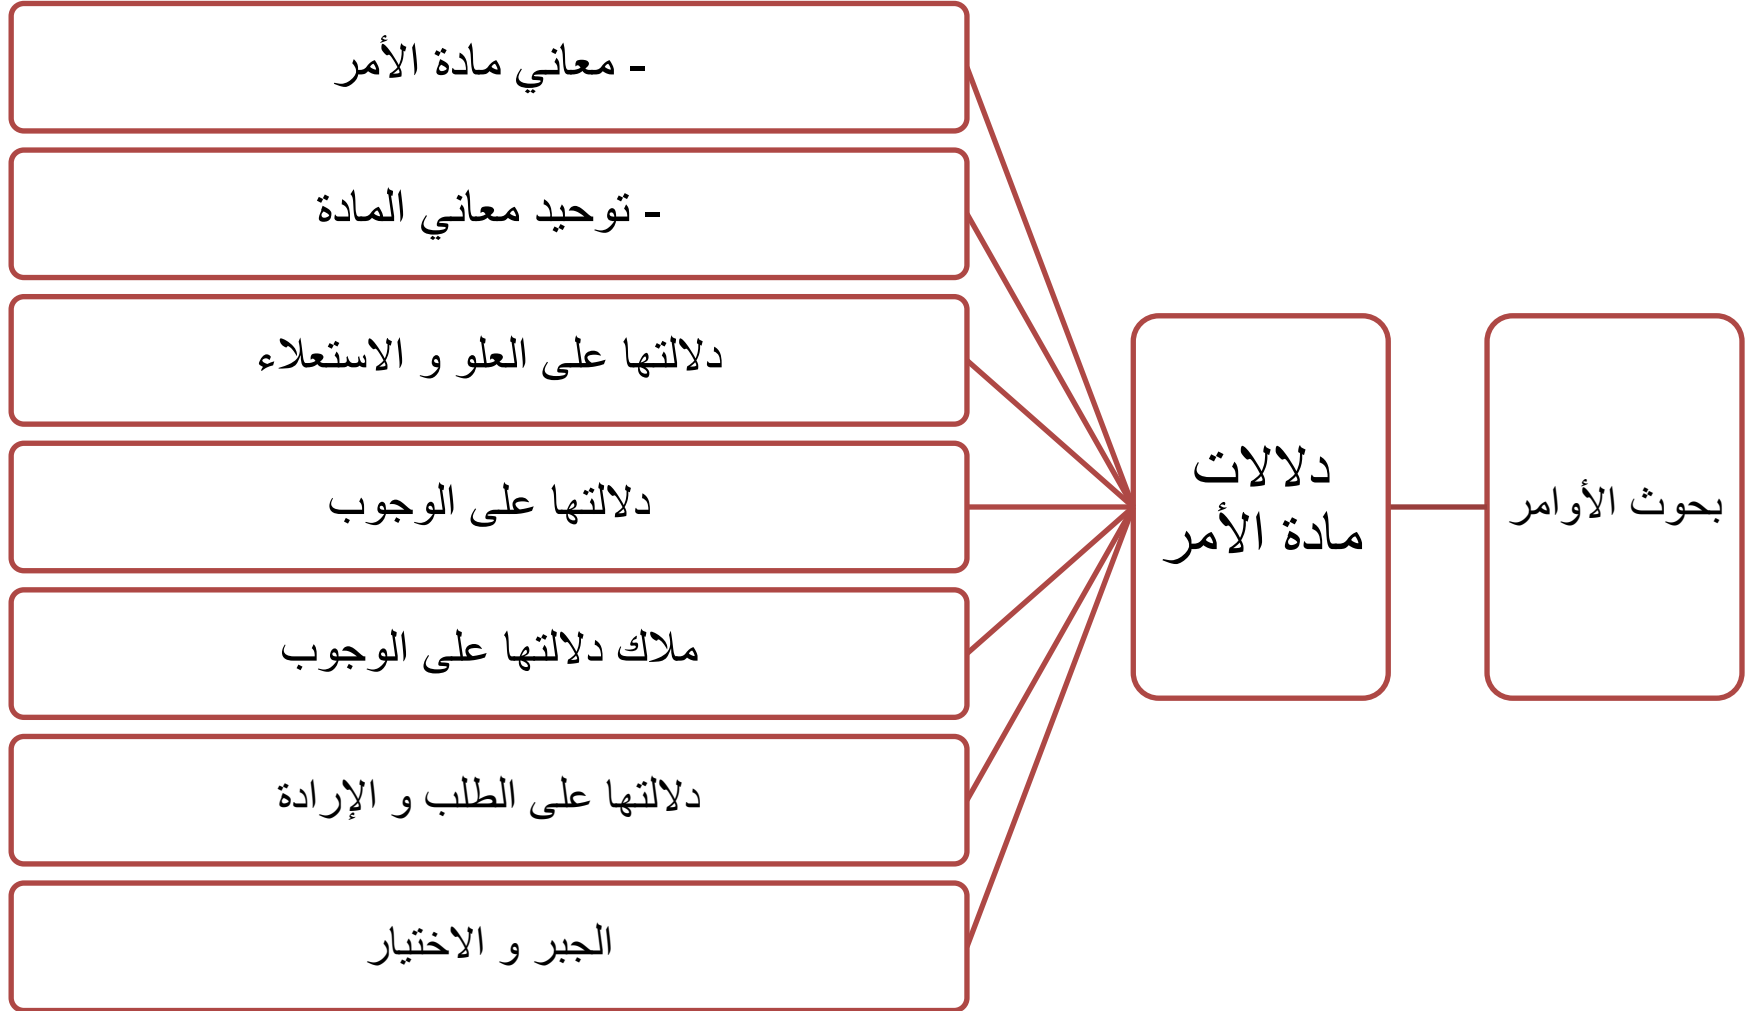 بحوث الأوامر
دلالات
مادة الأمر
- معاني مادة الأمر
- توحيد معاني المادة
دلالتها على العلو و الاستعلاء
دلالتها على الوجوب
ملاك دلالتها على الوجوب
دلالتها على الطلب و الإرادة
الجبر و الاختيار